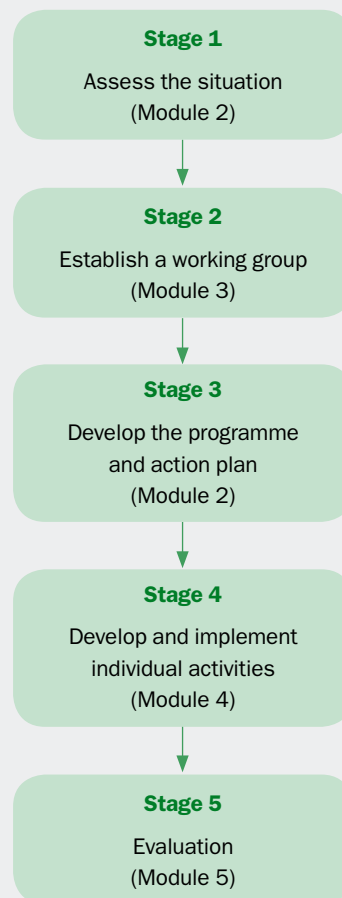 Stage 1
Assess the situation
(Module 2)
Stage 2
Establish a working group
(Module 3)
Stage 3
Develop the programme
and action plan
(Module 2)
Stage 4
Develop and implement
individual activities
(Module 4)
Stage 5
Evaluation
(Module 5)